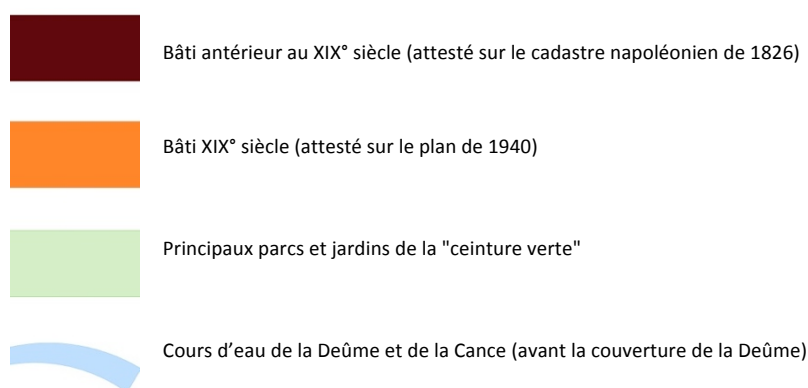 Bâti antérieur au XIX° siècle (attesté sur le cadastre napoléonien de 1826)
Bâti XIX° siècle (attesté sur le plan de 1940)
Principaux parcs et jardins de la "ceinture verte"
Cours d’eau de la Deûme et de la Cance (avant la couverture de la Deûme)